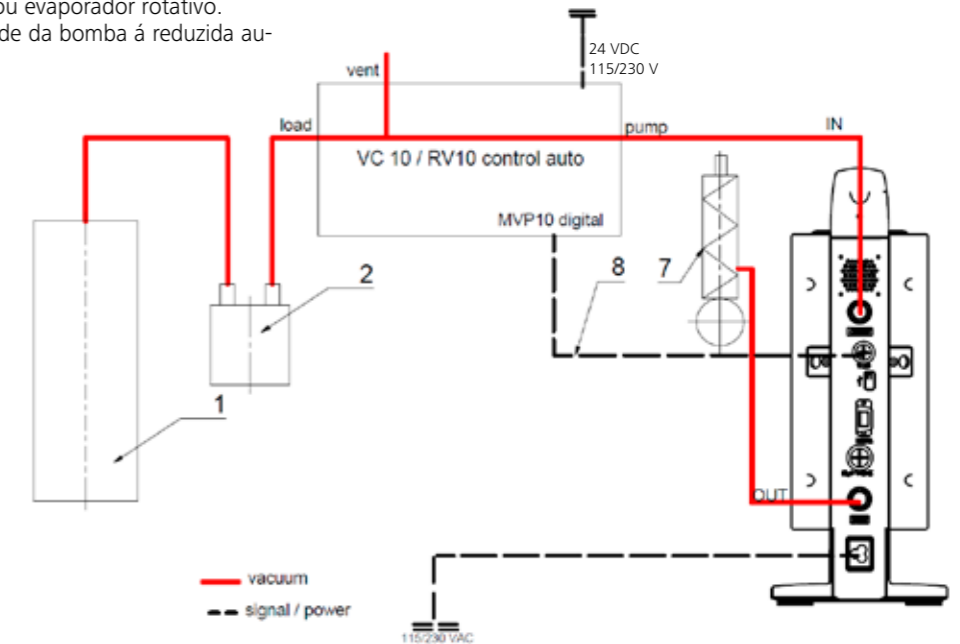 ou evaporador rotativo.
de da bomba á reduzida au-
24 VDC
115/230 V
vent
load
pump
IN
VC 10 / RV10 control auto
MVP10 digital
8
7
2
1
OUT
vacuum
signal / power
115/230 VAC